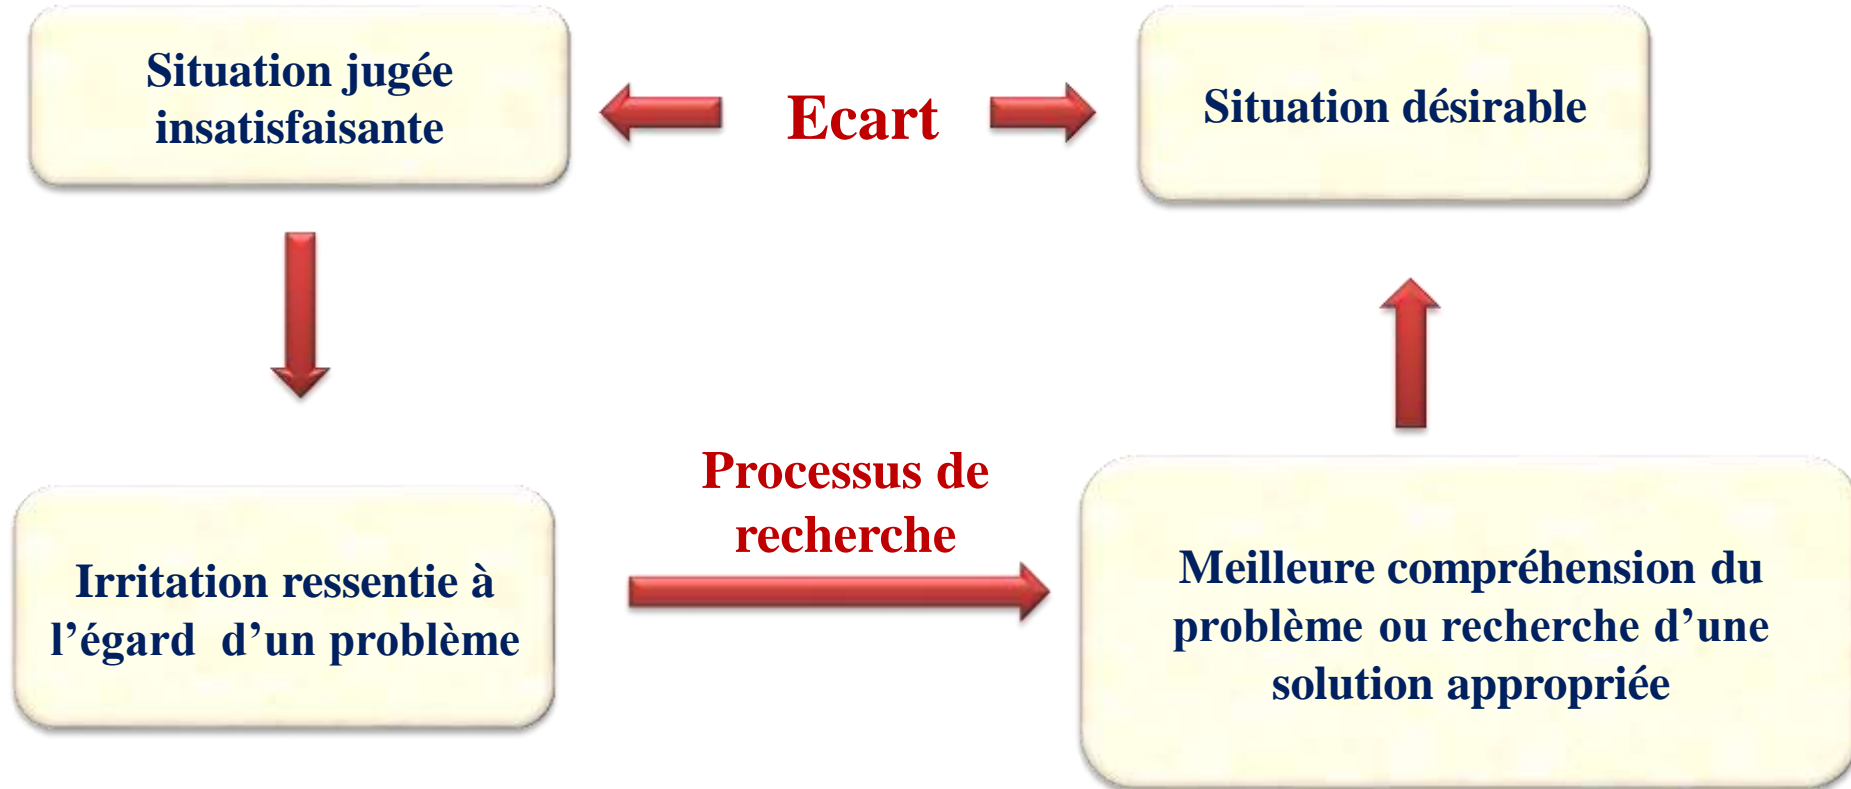 Situation jugée
insatisfaisante
Ecart
Situation désirable
Processus de
recherche
Irritation ressentie à
l’égard  d’un problème
Meilleure compréhension du
problème ou recherche d’une
solution appropriée